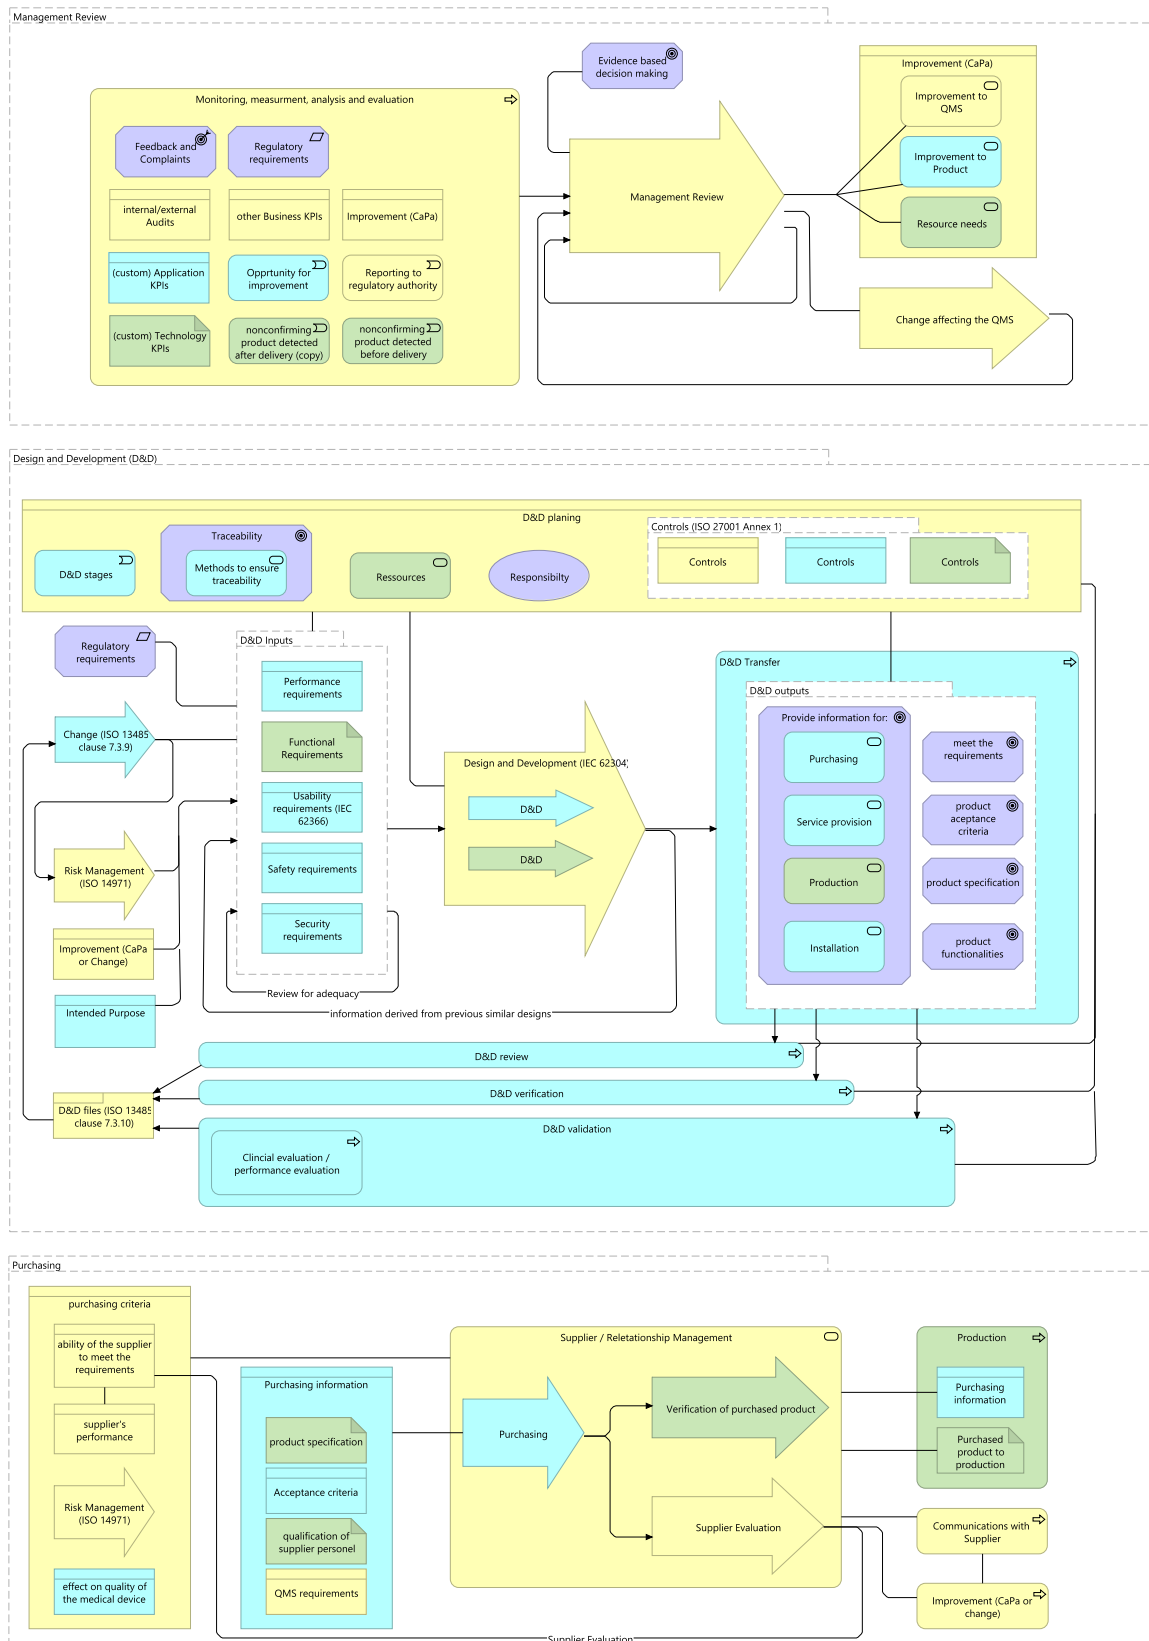 Management Review
Evidence based
decision making
Improvement (CaPa)
Improvement to
QMS
Improvement to
Product
Resource needs
Monitoring, measurment, analysis and evaluation
Feedback and
Complaints
Regulatory
requirements
internal/external
Audits
other Business KPIs
Improvement (CaPa)
(custom) Application
KPIs
Opprtunity for
improvement
Reporting to
regulatory authority
(custom) Technology
KPIs
nonconfirming
product detected
after delivery (copy)
nonconfirming
product detected
before delivery
Management Review
Change affecting the QMS
Design and Development (D&D)
D&D planing
D&D stages
Traceability
Methods to ensure
traceability
Ressources
Responsibilty
Controls (ISO 27001 Annex 1)
Controls
Controls
Controls
Regulatory
requirements
Change (ISO 13485
clause 7.3.9)
Risk Management
(ISO 14971)
Improvement (CaPa
or Change)
Intended Purpose
D&D files (ISO 13485
clause 7.3.10)
D&D Inputs
Performance
requirements
Functional
Requirements
Usability
requirements (IEC
62366)
Safety requirements
Security
requirements
Review for adequacy
information derived from previous similar designs
Design and Development (IEC 62304)
D&D
D&D
D&D Transfer
D&D outputs
Provide information for:
Purchasing
Service provision
Production
Installation
meet the
requirements
product
aceptance
criteria
product specification
product
functionalities
D&D review
D&D verification
D&D validation
Clincial evaluation /
performance evaluation
Purchasing
purchasing criteria
ability of the supplier
to meet the
requirements
supplier's
performance
Risk Management
(ISO 14971)
effect on quality of
the medical device
Purchasing information
product specification
Acceptance criteria
qualification of
supplier personel
QMS requirements
Supplier / Reletationship Management
Purchasing
Verification of purchased product
Supplier Evaluation
Production
Purchasing
information
Purchased
product to
production
Communications with
Supplier
Improvement (CaPa or
change)
Supplier Evaluation